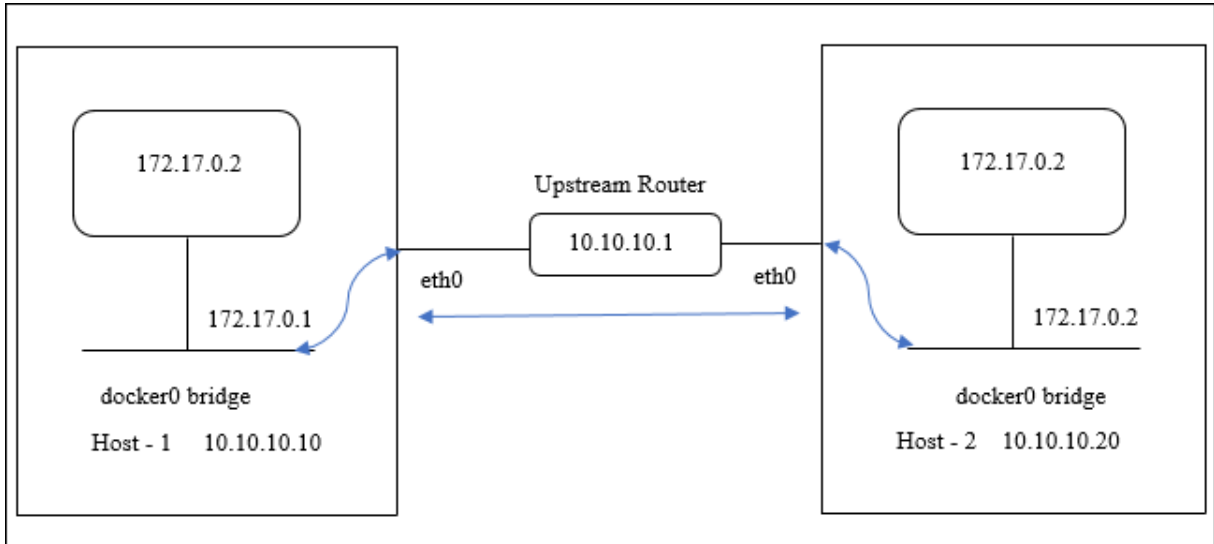 172.17.0.2
172.17.0.1
docker0 bridge
Host - 1 10.10.10.10
Upstream Router
10.10.10.1
eth0
eth0
172.17.0.2
172.17.0.2
docker0 bridge
Host - 2 10.10.10.20